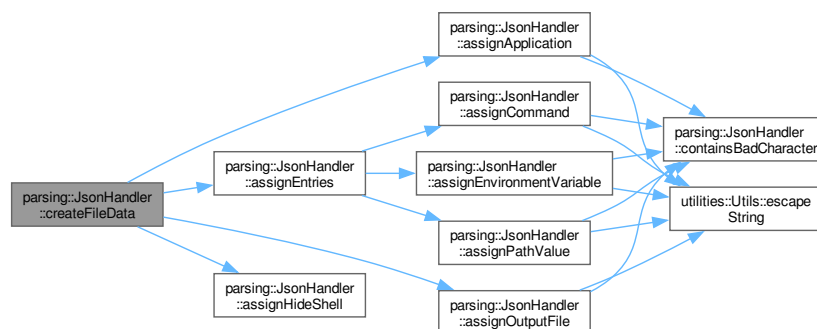 parsing::JsonHandler
::createFileData
parsing::JsonHandler
::assignEntries
parsing::JsonHandler
::assignHideShell
parsing::JsonHandler
::assignApplication
parsing::JsonHandler
::assignCommand
parsing::JsonHandler
::assignEnvironmentVariable
parsing::JsonHandler
::assignPathValue
parsing::JsonHandler
::assignOutputFile
parsing::JsonHandler
::containsBadCharacter
utilities::Utils::escape
String